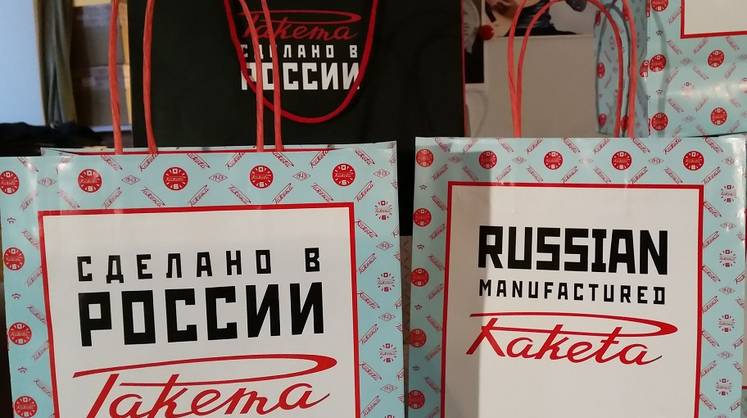 Ракета
СДЕЛАНО В
РОССИИ
СДЕЛАНО В
РОССИИ
Ракета
RUSSIAN
MANUFACTURED
Raketa